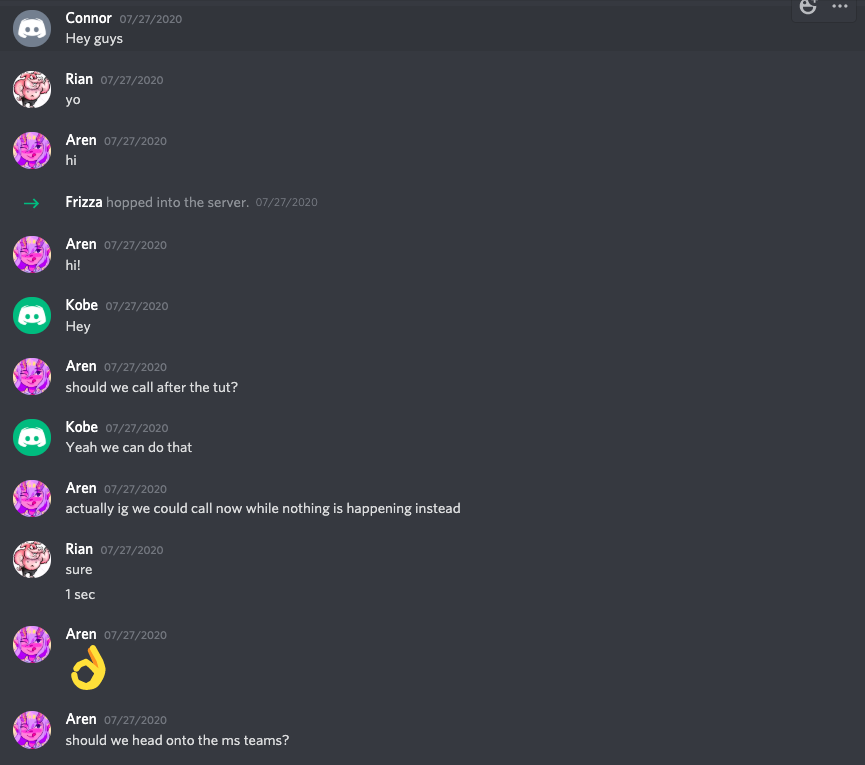 Connor 07/27/2020
Hey guys
Rian 07/27/2020
yo
Aren 07/27/2020
hi
Frizza hopped into the server. 07/27/2020
Aren 07/27/2020
hi!
Kobe 07/27/2020
Hey
Aren 07/27/2020
should we call after the tut?
Kobe 07/27/2020
Yeah we can do that
Aren 07/27/2020
actually ig we could call now while nothing is happening instead
Rian 07/27/2020
sure
1 sec
Aren 07/27/2020
👌
Aren 07/27/2020
should we head onto the ms teams?